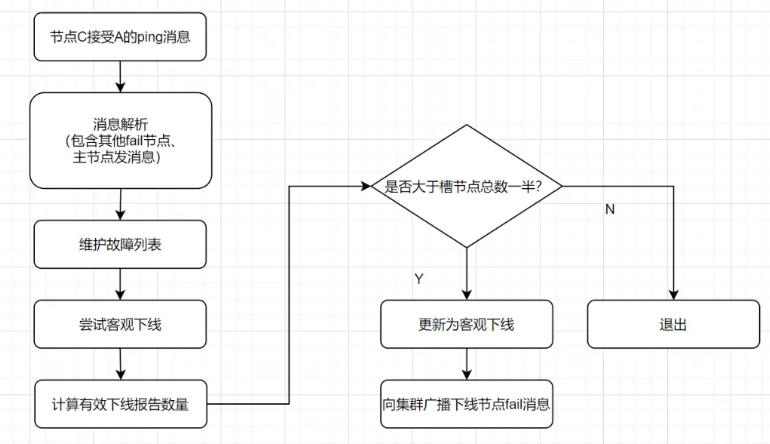 节点C接受A的ping消息
消息解析
(包含其他fail节点、
主节点发消息)
维护故障列表
尝试客观下线
计算有效下线报告数量
是否大于槽节点总数一半?
Y
N
更新为客观下线
退出
向集群广播下线节点fail消息